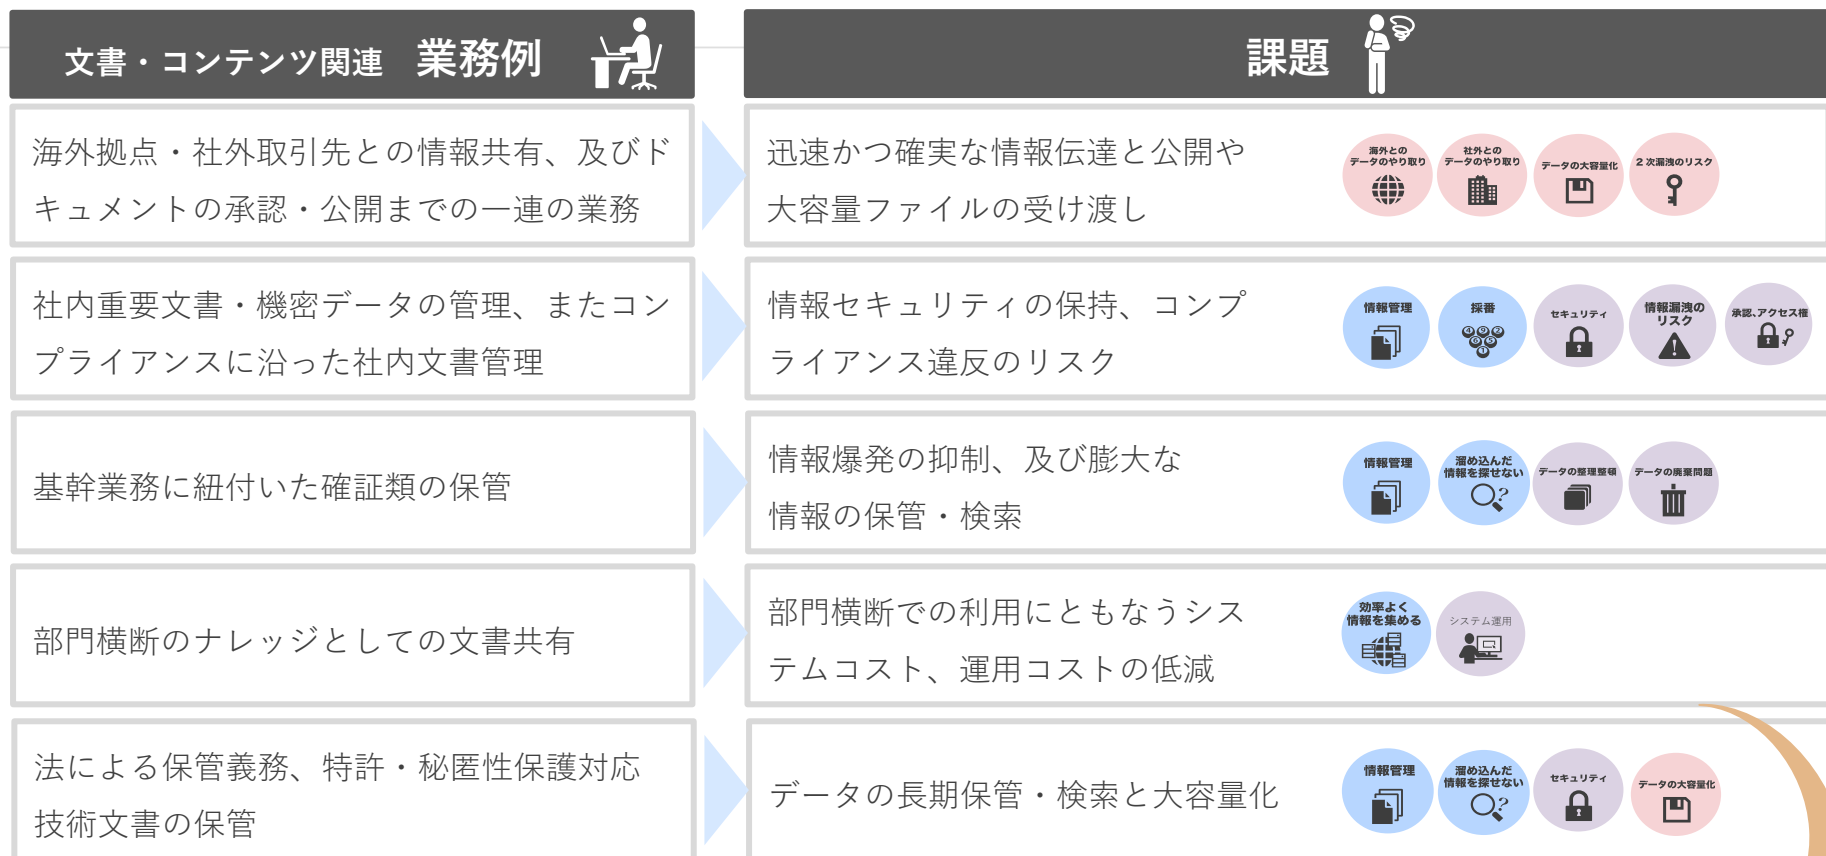 文書・コンテンツ関連 業務例
課題
海外拠点・社外取引先との情報共有、及びド
キュメントの承認・公開までの一連の業務
迅速かつ確実な情報伝達と公開や
大容量ファイルの受け渡し
海外との
データのやり取り
社外との
データのやり取り
データの大容量化
2次漏洩のリスク
社内重要文書・機密データの管理、またコン
プライアンスに沿った社内文書管理
情報セキュリティの保持、コンプ
ライアンス違反のリスク
情報管理
採番
セキュリティ
情報漏洩の
リスク
承認、アクセス権
基幹業務に紐付いた確証類の保管
情報爆発の抑制、及び膨大な
情報の保管・検索
情報管理
溜め込んだ
情報を探せない
データの整理整頓
データの廃棄問題
部門横断のナレッジとしての文書共有
部門横断での利用にともなうシス
テムコスト、運用コストの低減
効率よく
情報を集める
システム運用
法による保管義務、特許・秘匿性保護対応
技術文書の保管
データの長期保管・検索と大容量化
情報管理
溜め込んだ
情報を探せない
セキュリティ
データの大容量化